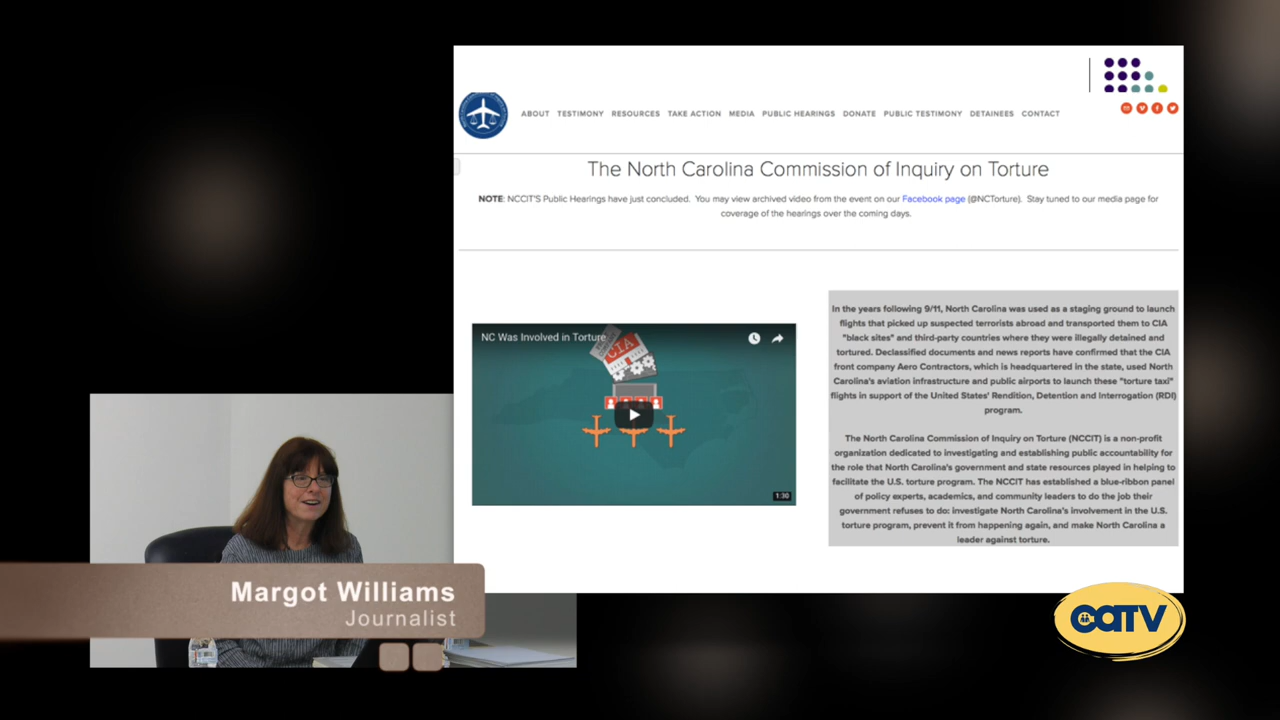 ABOUT TESTIMONY RESOURCES TAKE ACTION MEDIA PUBLIC HEARINGS DONATE PUBLIC TESTIMONY DETAINEES CONTACT
The North Carolina Commission of Inquiry on Torture
NOTE: NCCIT'S Public Hearings have just concluded. You may view archived video from the event on our Facebook page (@NCTorture). Stay tuned to our media page for
coverage of the hearings over the coming days.
NC Was Involved in Torture
CIA
1:30
In the years following 9/11, North Carolina was used as a staging ground to launch
flights that picked up suspected terrorists abroad and transported them to CIA
"black sites" and third-party countries where they were illegally detained and
tortured. Declassified documents and news reports have confirmed that the CIA
front company Aero Contractors, which is headquartered in the state, used North
Carolina's aviation infrastructure and public airports to launch these "torture taxi"
flights in support of the United States' Rendition, Detention and Interrogation (RDI)
program.
The North Carolina Commission of Inquiry on Torture (NCCIT) is a non-profit
organization dedicated to investigating and establishing public accountability for
the role that North Carolina's government and state resources played in helping to
facilitate the U.S. torture program. The NCCIT has established a blue-ribbon panel
of policy experts, academics, and community leaders to do the job their
government refuses to do: investigate North Carolina's involvement in the U.S.
torture program, prevent it from happening again, and make North Carolina a
leader against torture.
Margot Williams
Journalist
CATV